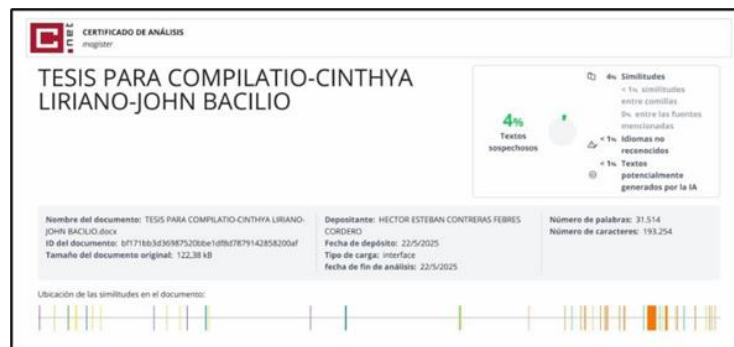 CERTIFICADO DE ANÁLISIS
magister
TESIS PARA COMPILATIO-CINTHYA
LIRIANO-JOHN BACILIO
4%
Textos
sospechosos
4% Similitudes
< 1% similitudes
entre comillas
0% entre las fuentes
mencionadas
< 1% Idiomas no
reconocidos
< 1% Textos
potencialmente
generados por la IA
Nombre del documento: TESIS PARA COMPILATIO-CINTHYA LIRIANO-
JOHN BACILIO.docx
ID del documento:
Tamaño del documento original: 122,38 kB
Depositante: HECTOR ESTEBAN CONTRERAS FEBRES
CORDERO
Fecha de depósito: 22/5/2025
Tipo de carga: interface
fecha de fin de análisis: 22/5/2025
Número de palabras: 31.514
Número de caracteres: 193.254
Ubicación de las similitudes en el documento: